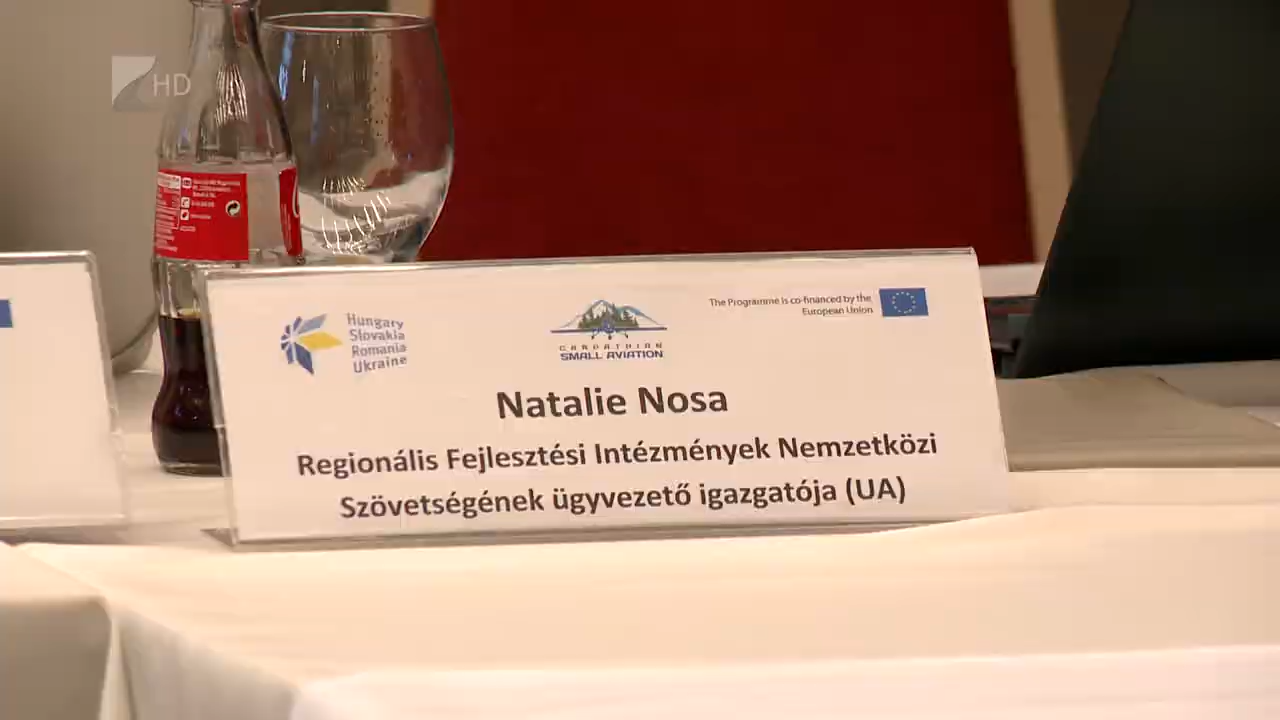 HD
Hungary
Slovakia
Romania
Ukraine
CARPATHIAN
SMALL AVIATION
The Programme is co-financed by the
European Union
Natalie Nosa
Regionális Fejlesztési Intézmények Nemzetközi
Szövetségének ügyvezető igazgatója (UA)